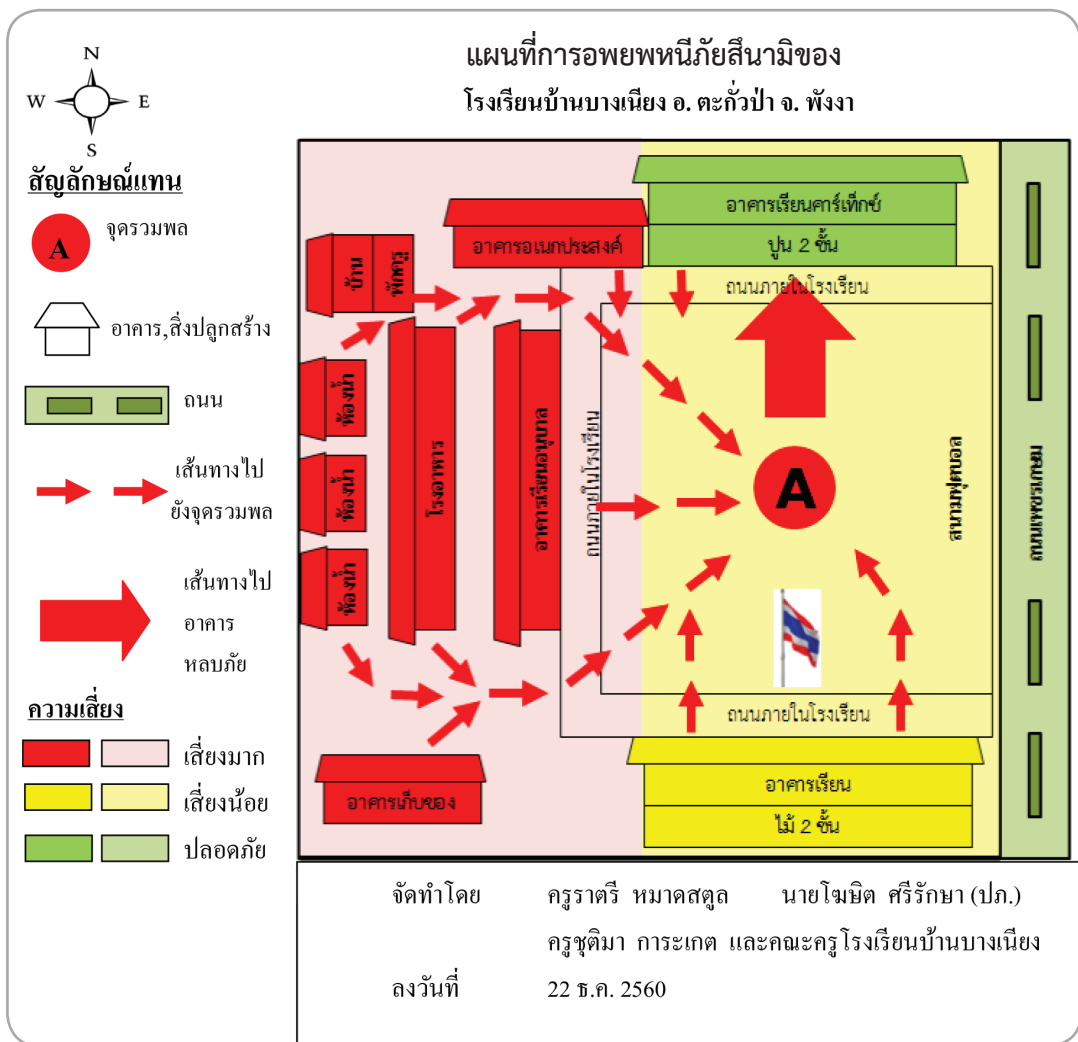 แผนที่การอพยพหนีภัยสึนามิของ
โรงเรียนบ้านบางเนียง อ. ตะกั่วป่า จ. พังงา
N
W
E
S
สัญลักษณ์แทน
A
จุดรวมพล
อาคาร,สิ่งปลูกสร้าง
ถนน
เส้นทางไป
ยังจุดรวมพล
เส้นทางไป
อาคาร
หลบภัย
ความเสี่ยง
เสี่ยงมาก
เสี่ยงน้อย
ปลอดภัย
อาคารเรียนคาร์เท็กซ์
ปูน 2 ชั้น
อาคารอเนกประสงค์
บ้าน
พักครู
ถนนภายในโรงเรียน
ห้องน้ำ
ห้องน้ำ
ห้องน้ำ
โรงอาหาร
อาคารเรียนอนุบาล
ถนนภายในโรงเรียน
A
สนามฟุตบอล
ถนนเพชรเกษม
ถนนภายในโรงเรียน
อาคารเก็บของ
อาคารเรียน
ไม้ 2 ชั้น
จัดทำโดย ครูราตรี หมาดสตูล นายโฆษิต ศรีรักษา (ปภ.)
ครูชุติมา การะเกต และคณะครูโรงเรียนบ้านบางเนียง
ลงวันที่ 22 ธ.ค. 2560